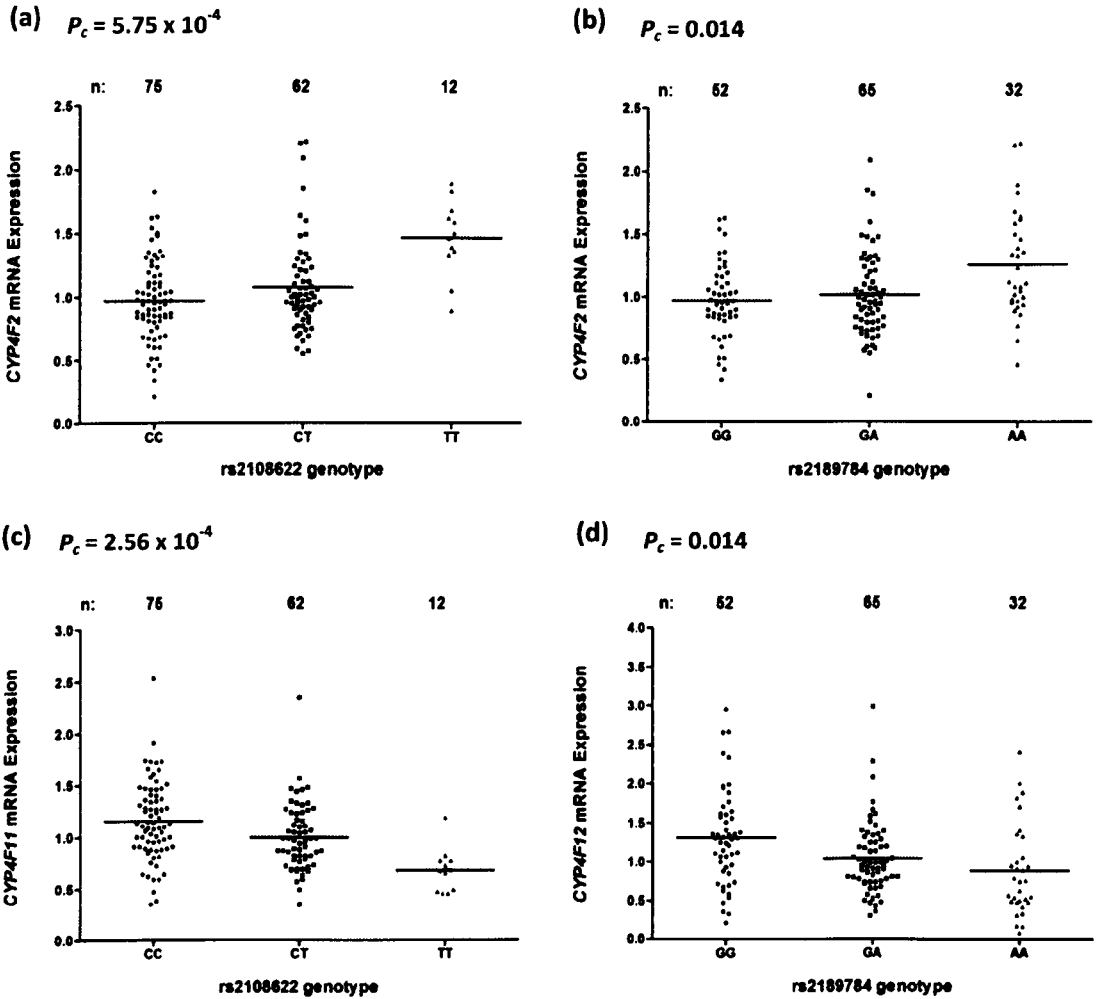 (a) Pc = 5.75 x 10-4
n: 75 62 12
CYP4F2 mRNA Expression
2.5
2.0
1.5
1.0
0.5
0.0
CC CT TT
rs2108622 genotype
(b) Pc = 0.014
n: 52 65 32
CYP4F2 mRNA Expression
2.5
2.0
1.5
1.0
0.5
0.0
GG GA AA
rs2189784 genotype
(c) Pc = 2.56 x 10-4
n: 75 62 12
CYP4F11 mRNA Expression
3.0
2.5
2.0
1.5
1.0
0.5
0.0
CC CT TT
rs2108622 genotype
(d) Pc = 0.014
n: 52 65 32
CYP4F12 mRNA Expression
4.0
3.5
3.0
2.5
2.0
1.5
1.0
0.5
0.0
GG GA AA
rs2189784 genotype